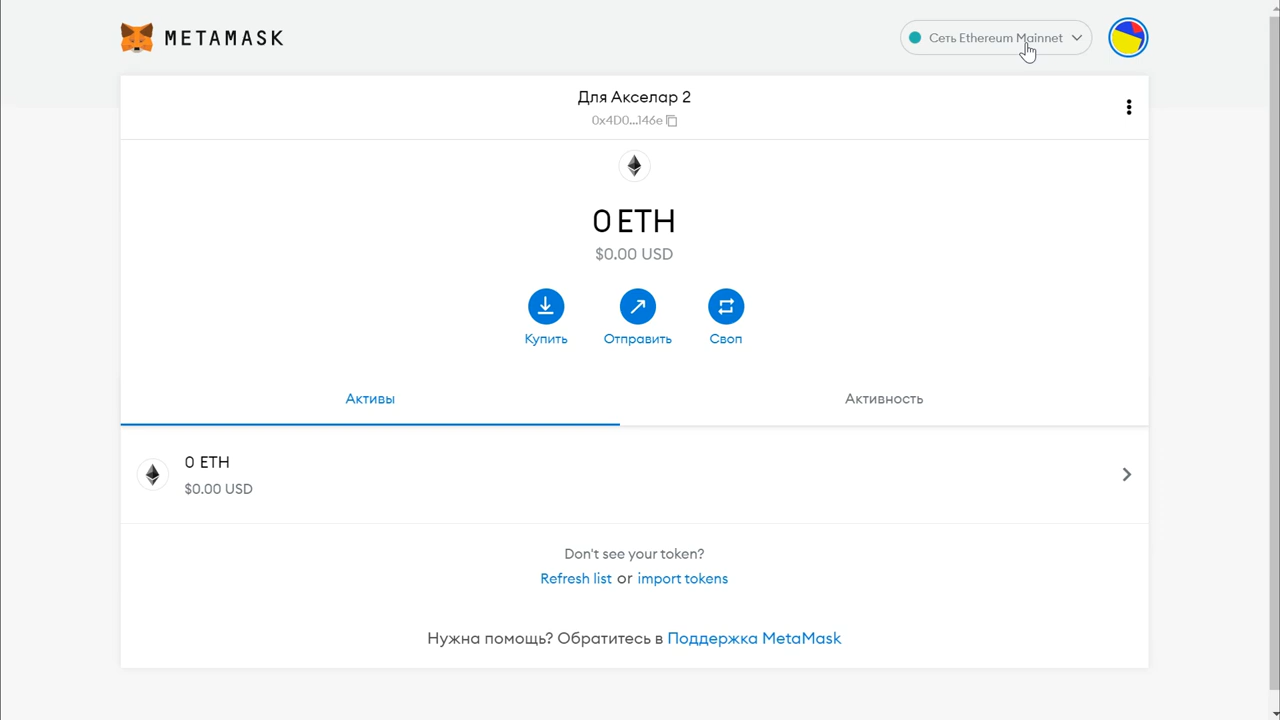 METAMASK
Сеть Ethereum Mainnet
Для Акселар 2
0x4D0...146e
0 ETH
$0.00 USD
Купить
Отправить
Своп
Активы
Активность
0 ETH
$0.00 USD
Don't see your token?
Refresh list or import tokens
Нужна помощь? Обратитесь в Поддержка MetaMask